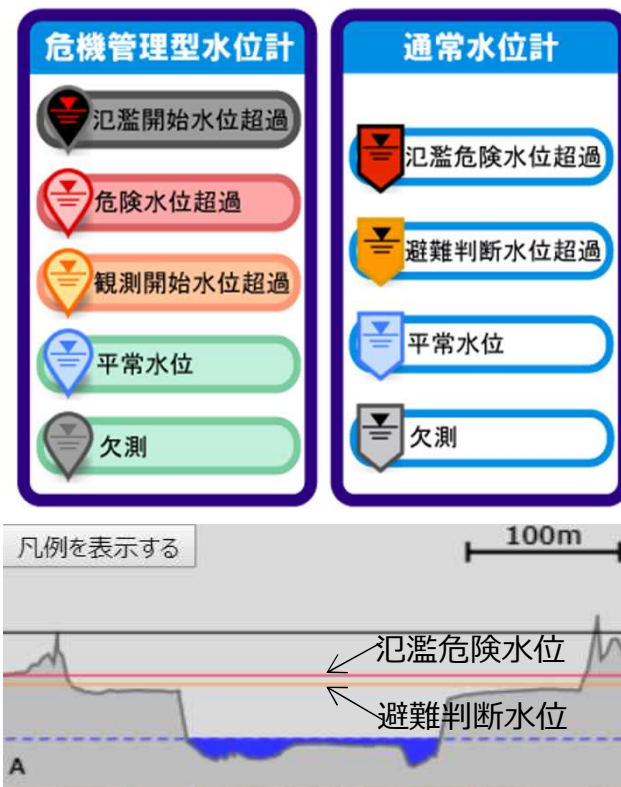 危機管理型水位計
氾濫開始水位超過
危険水位超過
観測開始水位超過
平常水位
欠測
通常水位計
氾濫危険水位超過
避難判断水位超過
平常水位
欠測
凡例を表示する
100m
氾濫危険水位
避難判断水位
A